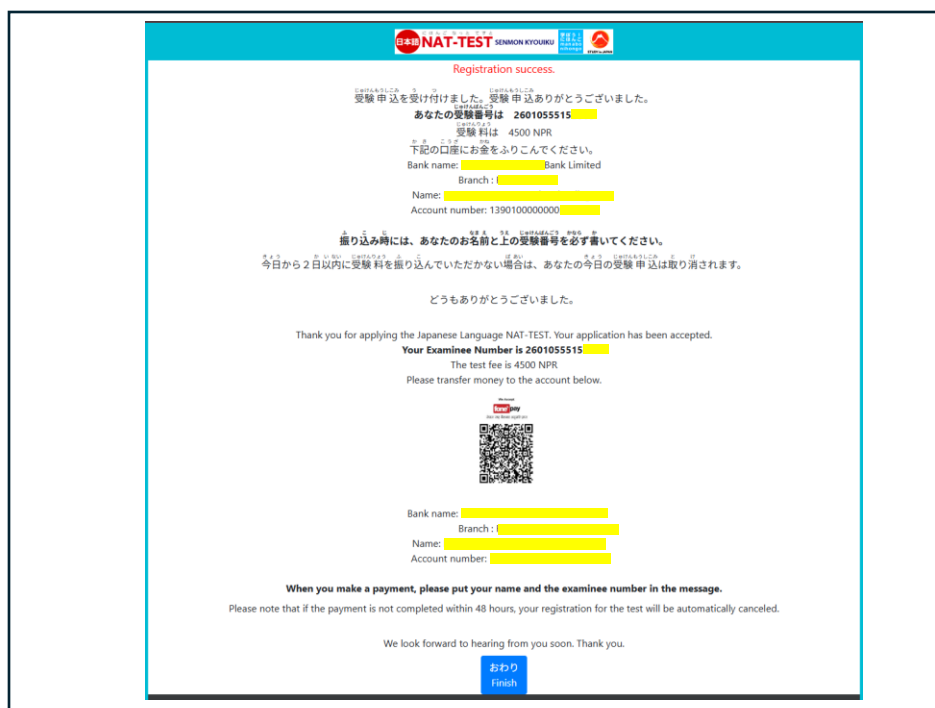 日本語 NAT-TEST SENMON KYOUIKU
Registration success.
受験申込を受け付けました。受験申込ありがとうございました。
あなたの受験番号は 2601055515
受験料は 4500 NPR
下記の口座にお金をふりこんでください。
Bank name: Bank Limited
Branch :
Name:
Account number: 1390100000000
振り込み時には、あなたのお名前と上の受験番号を必ず書いてください。
今日から2日以内に受験料を振り込んでいただかない場合は、あなたの今日の受験申込は取り消されます。
どうもありがとうございました。
Thank you for applying the Japanese Language NAT-TEST. Your application has been accepted.
Your Examinee Number is 2601055515
The test fee is 4500 NPR
Please transfer money to the account below.
fonepay
Bank name:
Branch :
Name:
Account number:
When you make a payment, please put your name and the examinee number in the message.
Please note that if the payment is not completed within 48 hours, your registration for the test will be automatically canceled.
We look forward to hearing from you soon. Thank you.
おわり
Finish